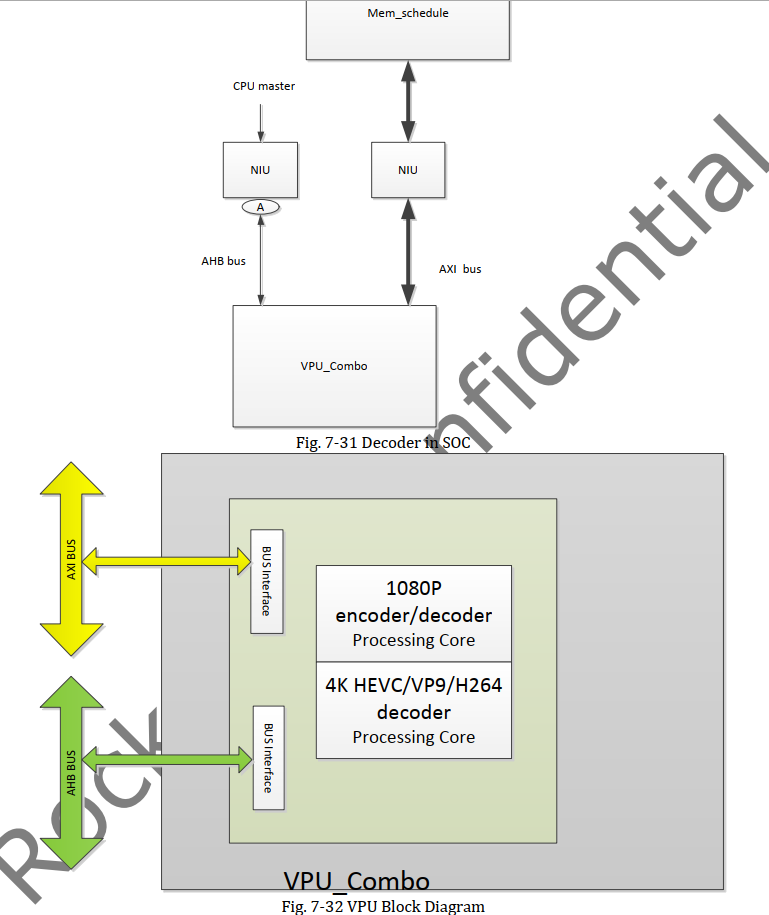 Mem_schedule
CPU master
NIU
NIU
A
AHB bus
AXI bus
VPU_Combo
Fig. 7-31 Decoder in SOC
AXI BUS
BUS Interface
1080P
encoder/decoder
Processing Core
4K HEVC/VP9/H264
decoder
Processing Core
AHB BUS
BUS Interface
VPU_Combo
Fig. 7-32 VPU Block Diagram
Rock
nfidential